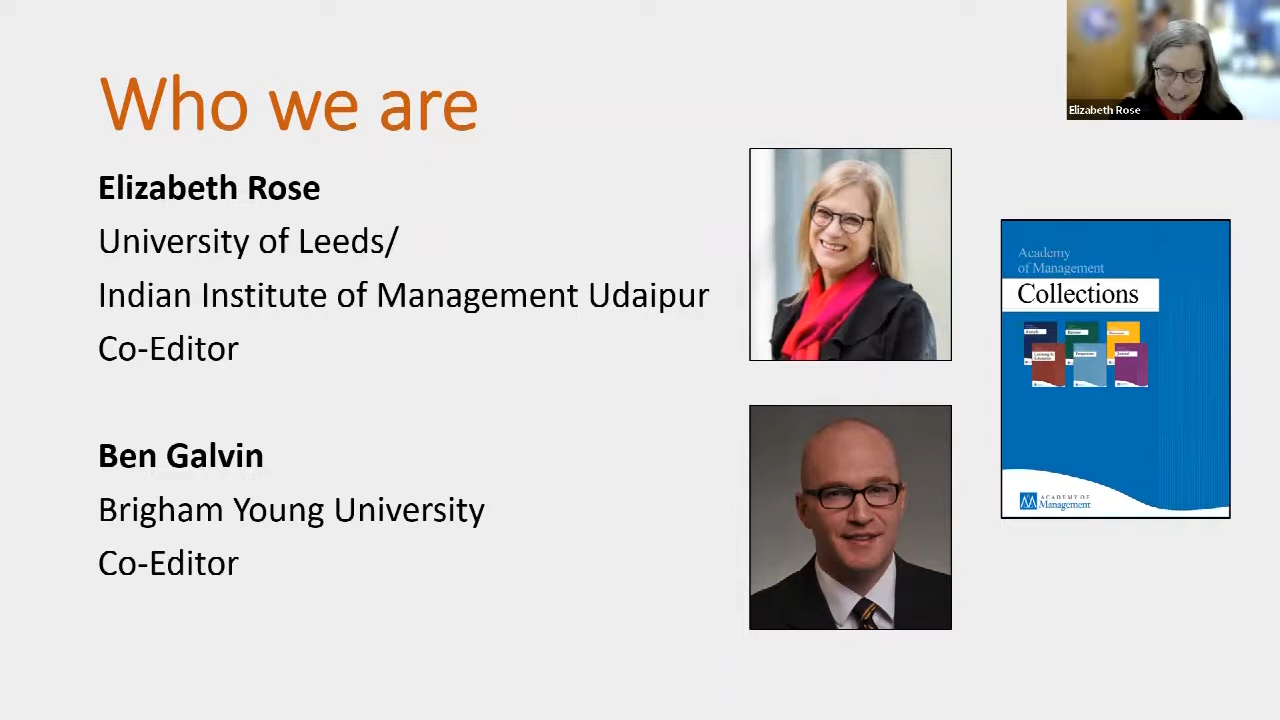 Who we are
Elizabeth Rose
University of Leeds/
Indian Institute of Management Udaipur
Co-Editor
Ben Galvin
Brigham Young University
Co-Editor
Elizabeth Rose
Academy
of Management
Collections
ACADEMY OF
Management